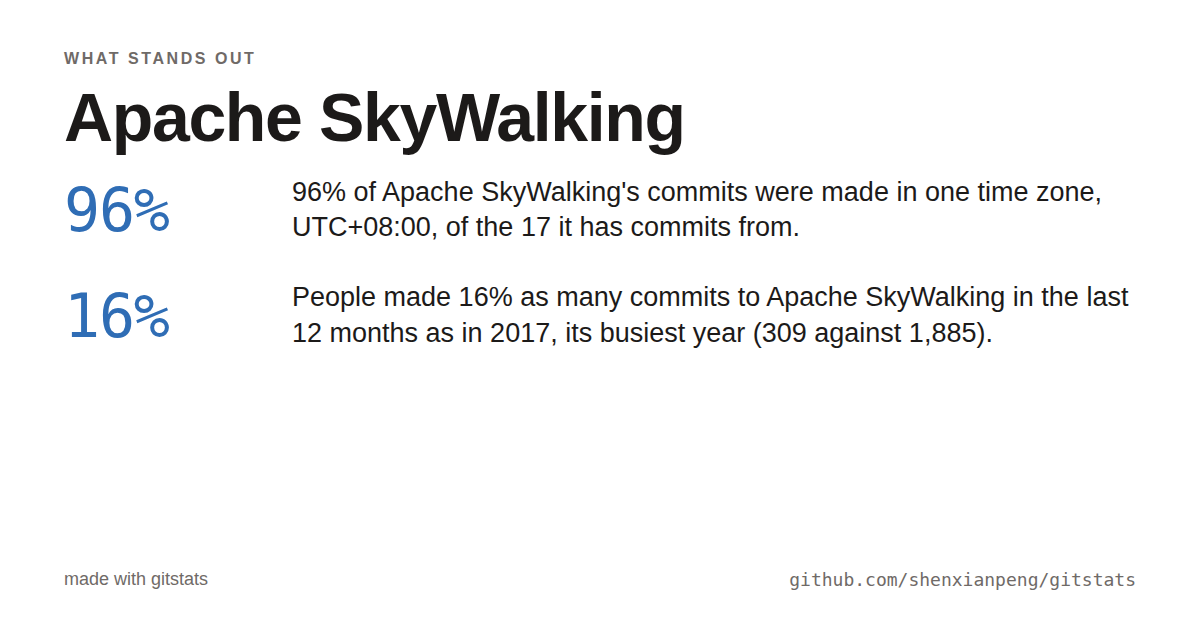 WHAT STANDS OUT
Apache SkyWalking
96%
96% of Apache SkyWalking's commits were made in one time zone,
UTC+08:00, of the 17 it has commits from.
16%
People made 16% as many commits to Apache SkyWalking in the last
12 months as in 2017, its busiest year (309 against 1,885).
made with gitstats
github.com/shenxianpeng/gitstats